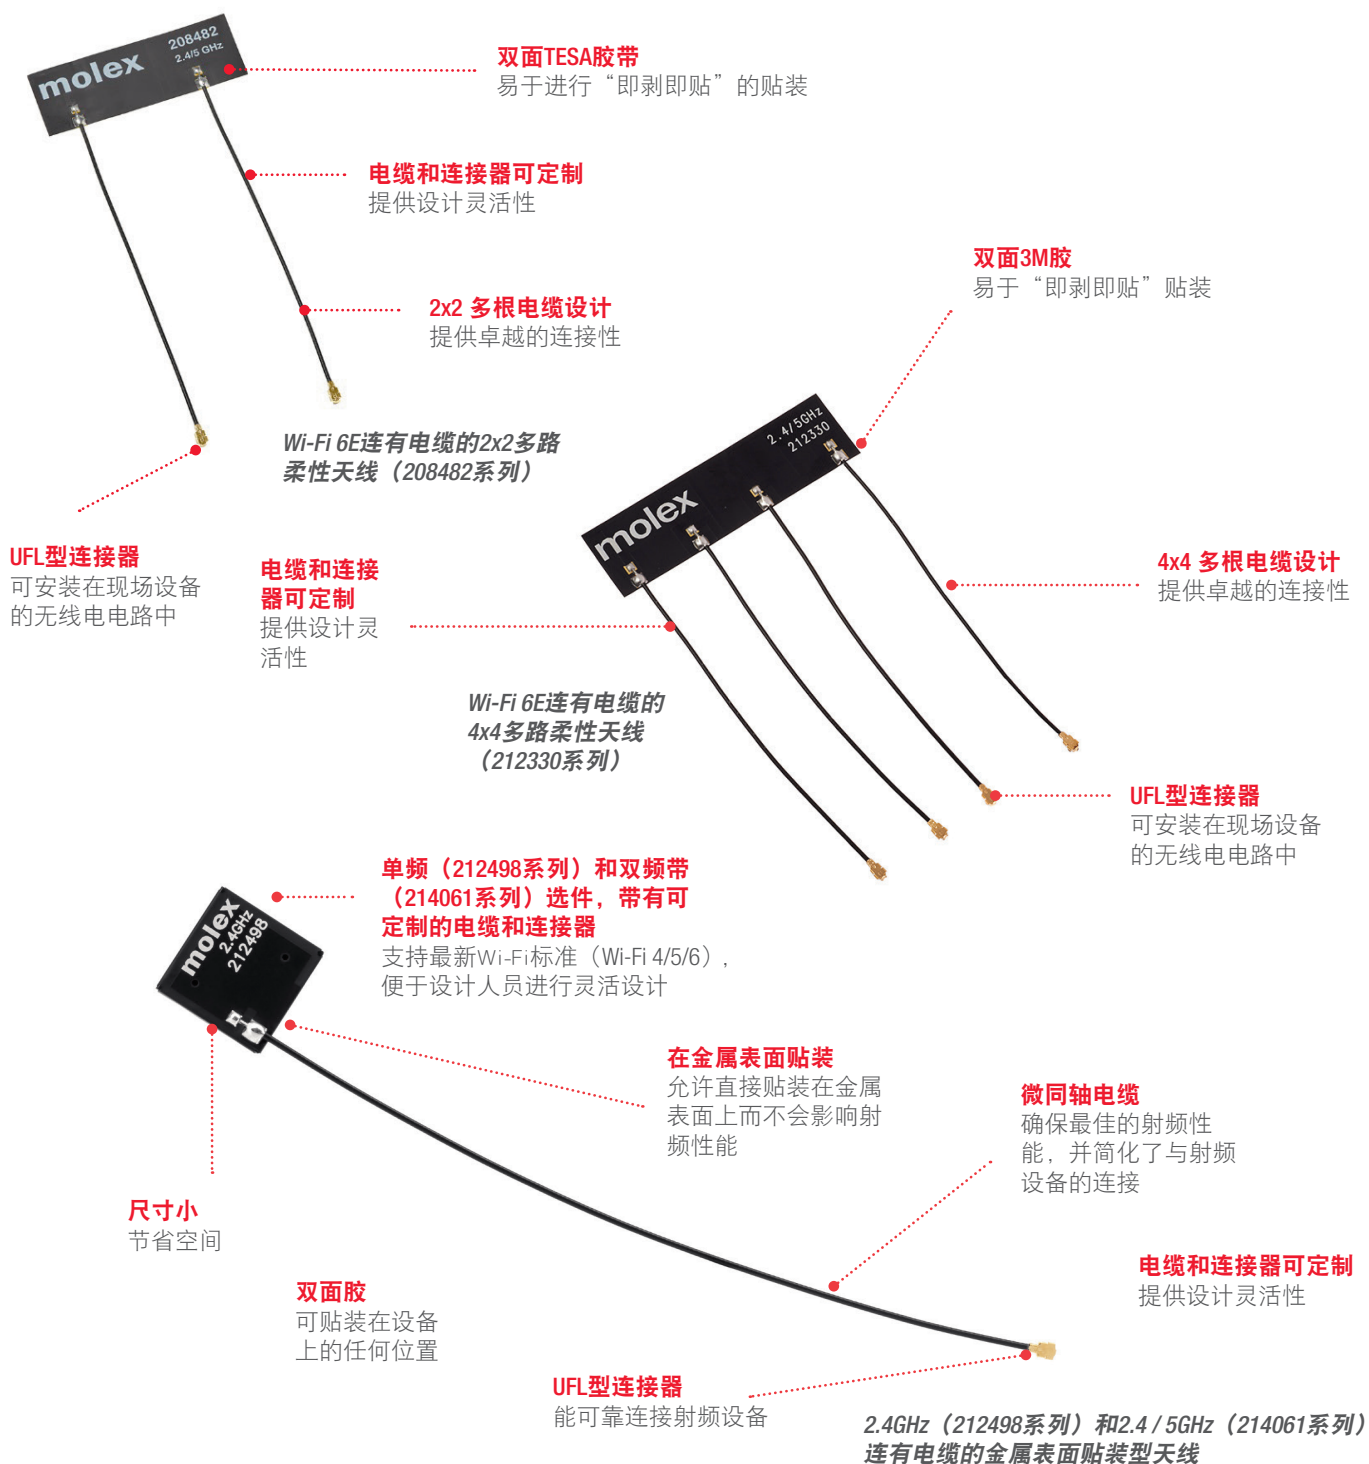 molex
208482
2.4/5 GHz
双面TESA胶带
易于进行“即剥即贴”的贴装
电缆和连接器可定制
提供设计灵活性
2x2 多根电缆设计
提供卓越的连接性
Wi-Fi 6E连有电缆的2x2多路
柔性天线（208482系列）
UFL型连接器
可安装在现场设备
的无线电电路中
双面3M胶
易于“即剥即贴”贴装
molex
2.4/5GHz
212330
电缆和连接
器可定制
提供设计灵
活性
4x4 多根电缆设计
提供卓越的连接性
Wi-Fi 6E连有电缆的
4x4多路柔性天线
（212330系列）
UFL型连接器
可安装在现场设备
的无线电电路中
molex
2.4GHz
212498
单频（212498系列）和双频带
（214061系列）选件，带有可
定制的电缆和连接器
支持最新Wi-Fi标准（Wi-Fi 4/5/6），
便于设计人员进行灵活设计
在金属表面贴装
允许直接贴装在金属
表面上而不会影响射
频性能
微同轴电缆
确保最佳的射频性
能，并简化了与射频
设备的连接
尺寸小
节省空间
双面胶
可贴装在设备
上的任何位置
电缆和连接器可定制
提供设计灵活性
UFL型连接器
能可靠连接射频设备
2.4GHz（212498系列）和2.4 / 5GHz（214061系列）
连有电缆的金属表面贴装型天线